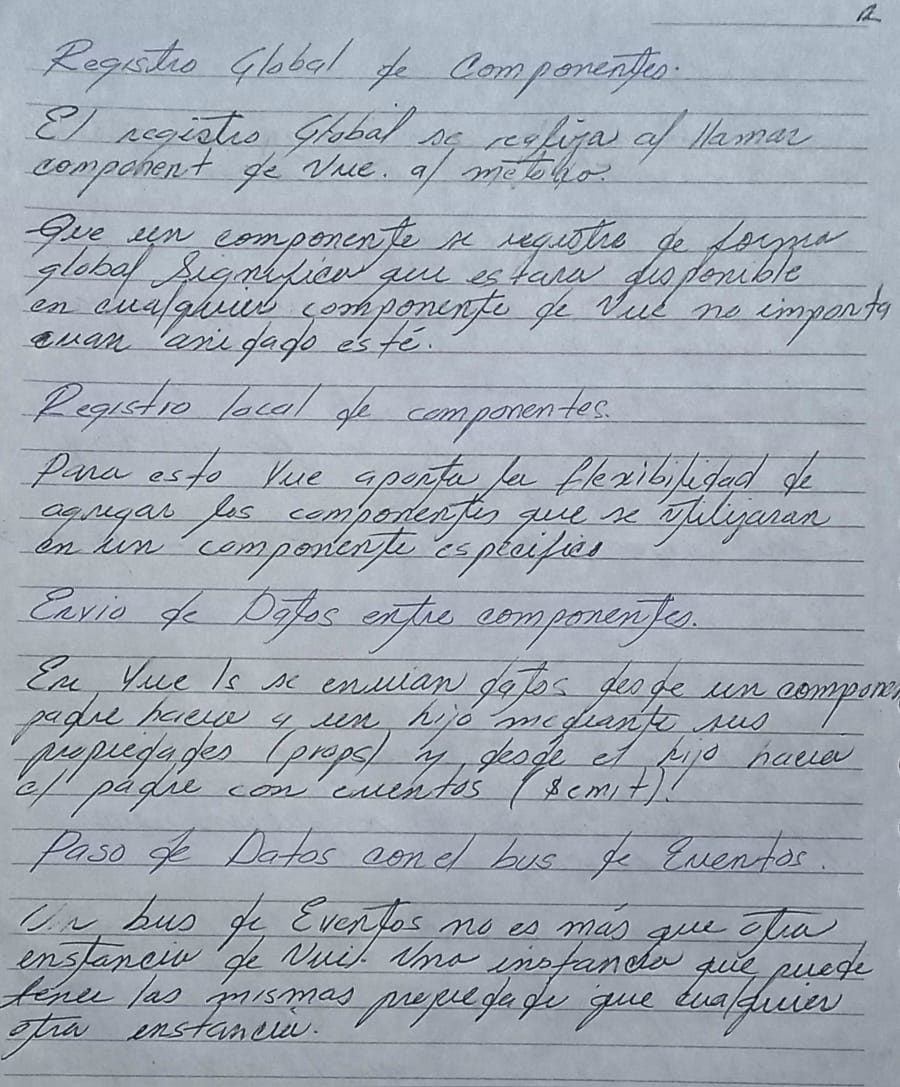 2
Registro Global de Componentes.
El registro Global se realiza al llamar
component de Vue. al método.
Que un componente se registre de forma
global Significa que estara disponible
en cualquier componente de Vue no importa
cuan anidado esté.
Registro local de componentes.
Para esto Vue aporta la flexibilidad de
agregar los componentes que se utilizaran
en un componente especifico
Envio de Datos entre componentes.
En Vue Js se envian datos desde un componen
padre hacia a un hijo mediante sus
propiedades (props) y desde el hijo hacia
el padre con eventos ($emit).
Paso de Datos con el bus de Eventos.
Un bus de Eventos no es más que otra
enstancia de Vue. Una instancia que puede
tener las mismas propiedade que cualquier
otra enstancia.